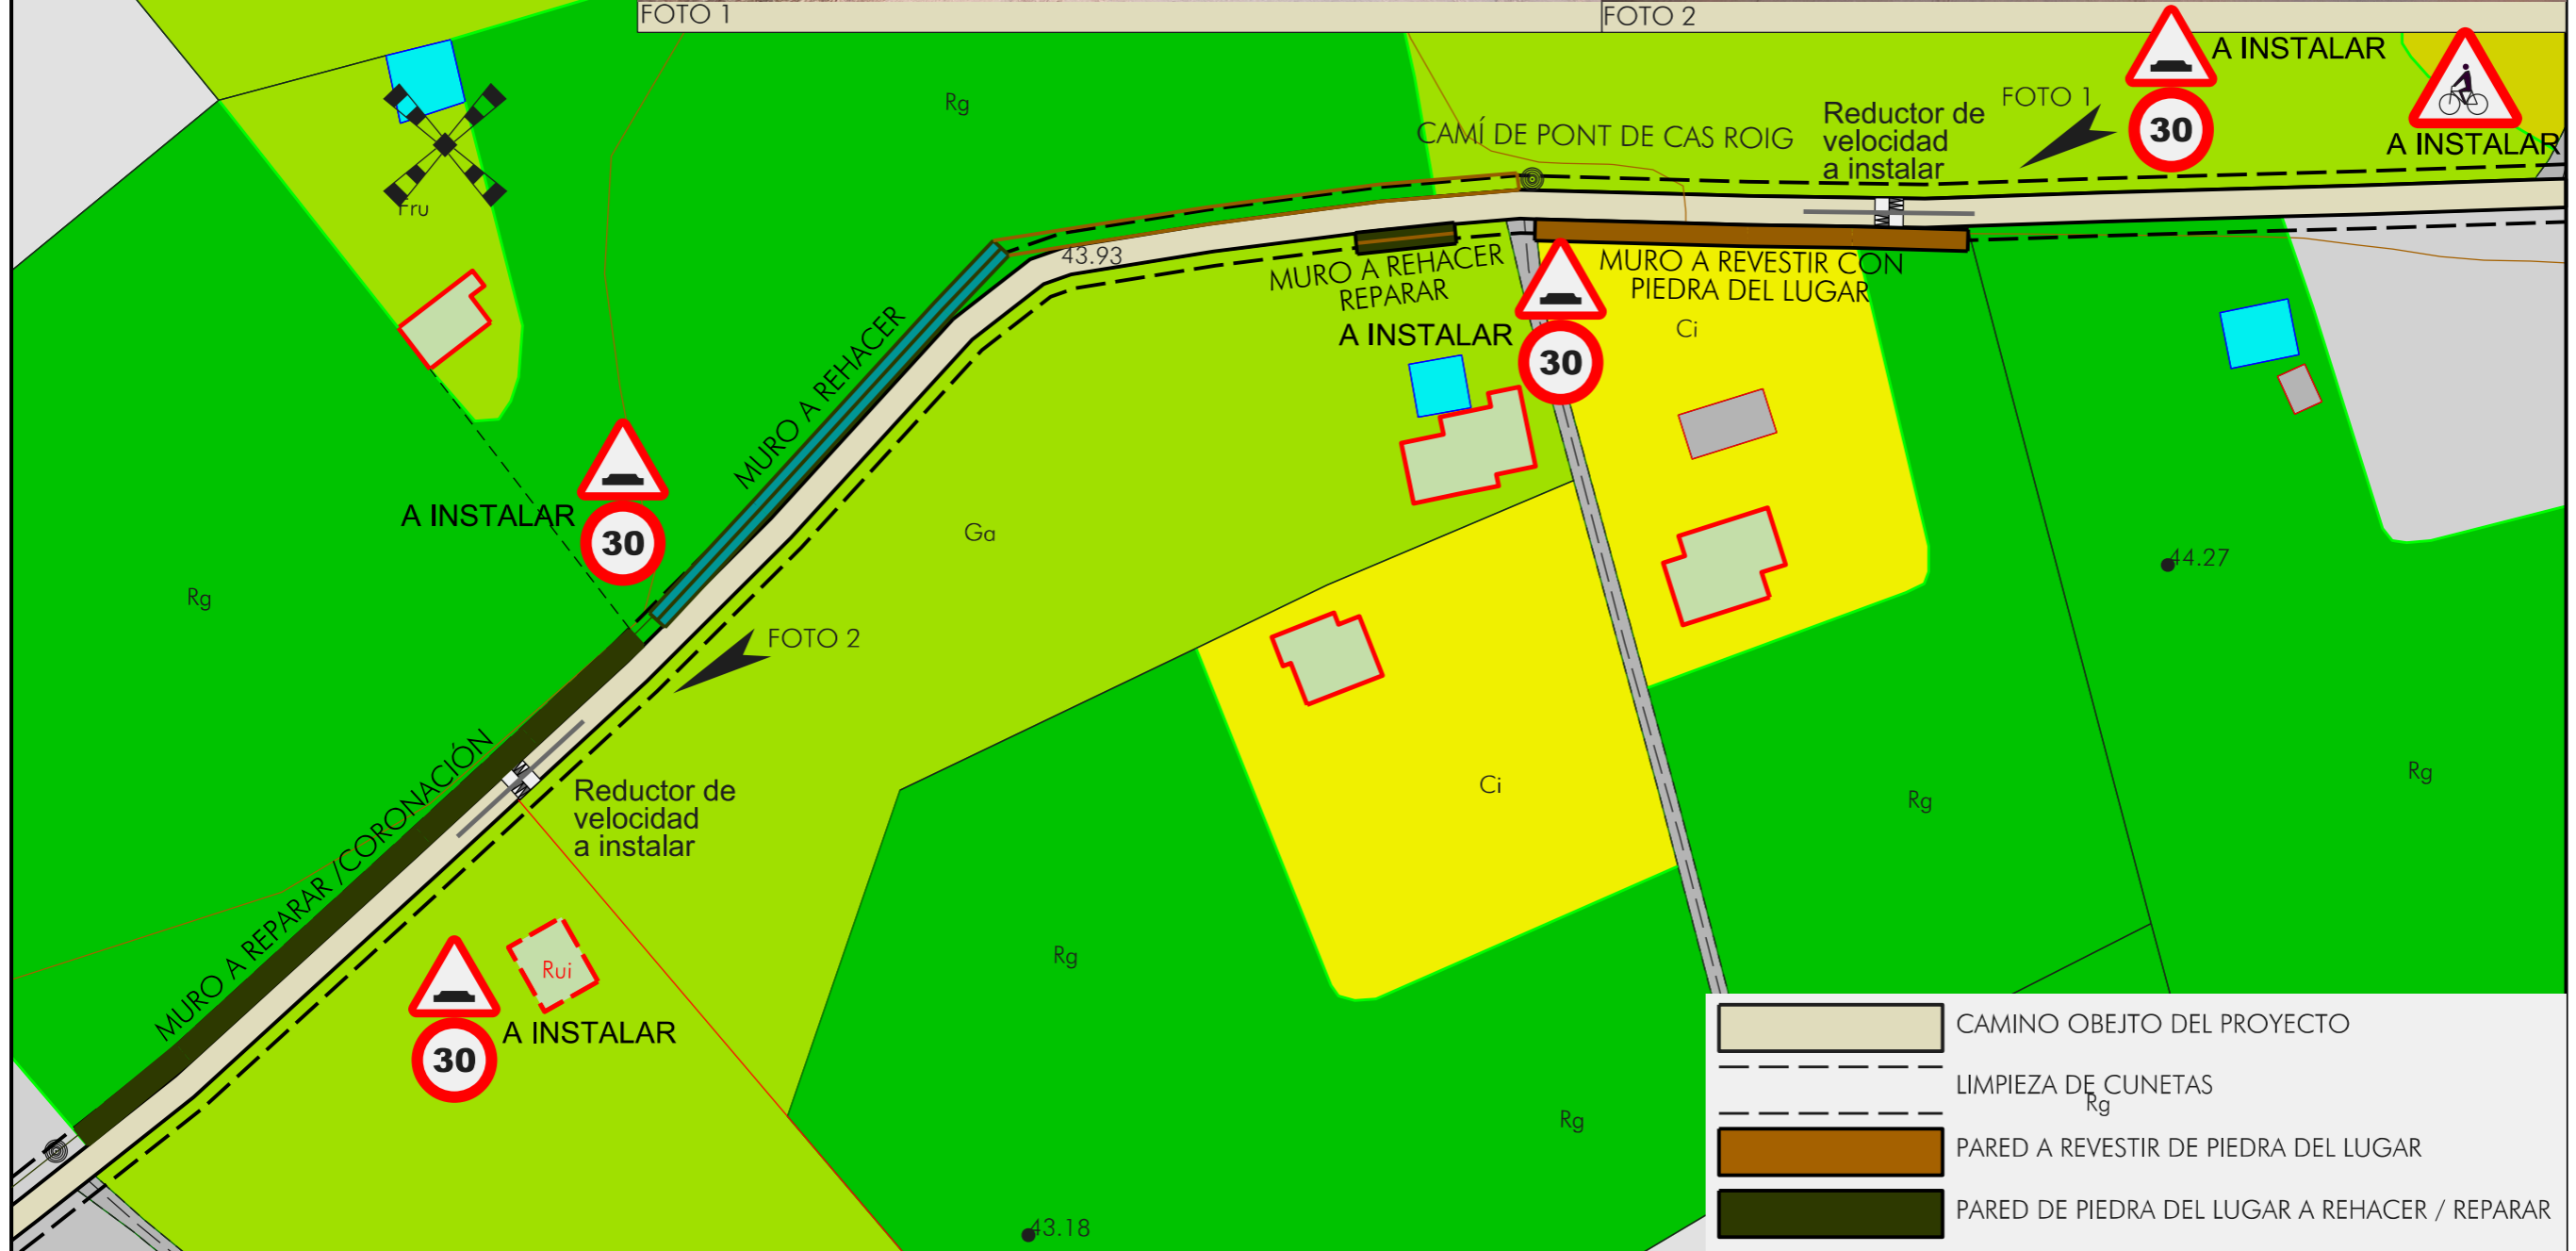 FOTO 1
FOTO 2
A INSTALAR
30
A INSTALAR
FOTO 1
Reductor de
velocidad
a instalar
CAMÍ DE PONT DE CAS ROIG
Rg
Fru
43.93
MURO A REHACER
REPARAR
MURO A REVESTIR CON
PIEDRA DEL LUGAR
A INSTALAR
30
Ci
MURO A REHACER
A INSTALAR
30
Ga
44.27
Rg
FOTO 2
Rg
Ci
Rg
MURO A REPARAR /CORONACIÓN
Reductor de
velocidad
a instalar
Rui
Rg
A INSTALAR
30
Rg
43.18
CAMINO OBEJTO DEL PROYECTO
LIMPIEZA DE CUNETAS
Rg
PARED A REVESTIR DE PIEDRA DEL LUGAR
PARED DE PIEDRA DEL LUGAR A REHACER / REPARAR